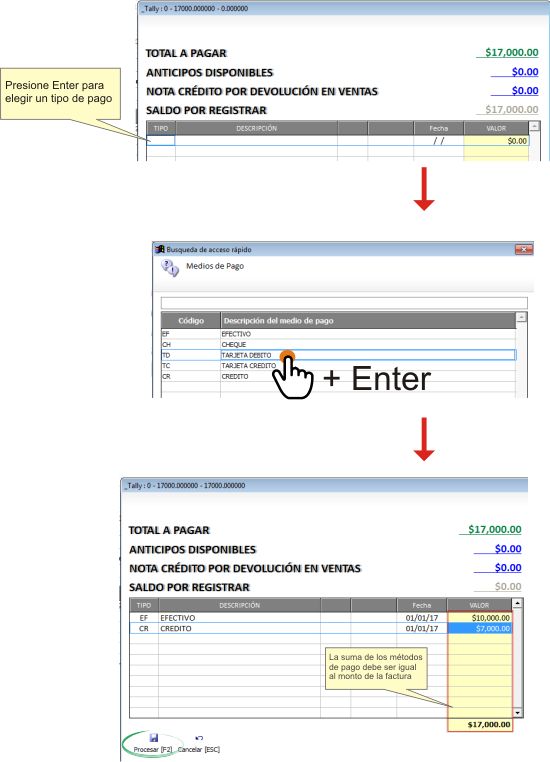 _Tally : 0 - 17000.000000 - 0.000000
TOTAL A PAGAR $17,000.00
ANTICIPOS DISPONIBLES $0.00
NOTA CRÉDITO POR DEVOLUCIÓN EN VENTAS $0.00
SALDO POR REGISTRAR $17,000.00
Presione Enter para
elegir un tipo de pago
TIPO DESCRIPCIÓN Fecha VALOR
/ / $0.00
Busqueda de acceso rápido
Medios de Pago
Código Descripción del medio de pago
EF EFECTIVO
CH CHEQUE
TD TARJETA DEBITO
TC TARJETA CREDITO
CR CREDITO
+ Enter
_Tally : 0 - 17000.000000 - 17000.000000
TOTAL A PAGAR $17,000.00
ANTICIPOS DISPONIBLES $0.00
NOTA CRÉDITO POR DEVOLUCIÓN EN VENTAS $0.00
SALDO POR REGISTRAR $0.00
TIPO DESCRIPCIÓN Fecha VALOR
EF EFECTIVO 01/01/17 $10,000.00
CR CREDITO 01/01/17 $7,000.00
La suma de los métodos
de pago debe ser igual
al monto de la factura
$17,000.00
Procesar [F2] Cancelar [ESC]